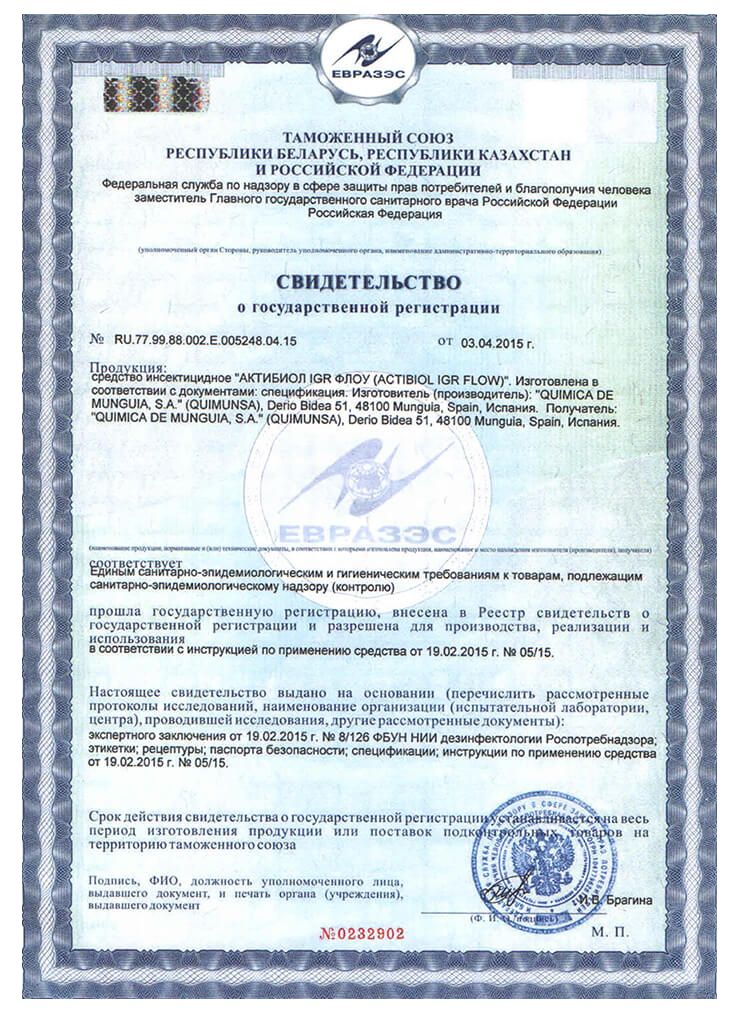 ЕВРАЗЭС
ТАМОЖЕННЫЙ СОЮЗ
РЕСПУБЛИКИ БЕЛАРУСЬ, РЕСПУБЛИКИ КАЗАХСТАН
И РОССИЙСКОЙ ФЕДЕРАЦИИ
Федеральная служба по надзору в сфере защиты прав потребителей и благополучия человека
заместитель Главного государственного санитарного врача Российской Федерации
Российская Федерация
(уполномоченный орган Стороны, руководитель уполномоченного органа, наименование административно-территориального образования)
СВИДЕТЕЛЬСТВО
о государственной регистрации
№ RU.77.99.88.002.Е.005248.04.15 от 03.04.2015 г.
Продукция:
средство инсектицидное "АКТИБИОЛ IGR ФЛОУ (ACTIBIOL IGR FLOW)". Изготовлена в
соответствии с документами: спецификация. Изготовитель (производитель): "QUIMICA DE
MUNGUIA, S.A." (QUIMUNSA), Derio Bidea 51, 48100 Munguia, Spain, Испания. Получатель:
"QUIMICA DE MUNGUIA, S.A." (QUIMUNSA), Derio Bidea 51, 48100 Munguia, Spain, Испания.
ЕВРАЗЭС
(наименование продукции, нормативные и (или) технические документы, в соответствии с которыми изготовлена продукция, наименование и место нахождения изготовителя (производителя), получателя)
соответствует
Единым санитарно-эпидемиологическим и гигиеническим требованиям к товарам, подлежащим
санитарно-эпидемиологическому надзору (контролю)
прошла государственную регистрацию, внесена в Реестр свидетельств о
государственной регистрации и разрешена для производства, реализации и
использования
в соответствии с инструкцией по применению средства от 19.02.2015 г. № 05/15.
Настоящее свидетельство выдано на основании (перечислить рассмотренные
протоколы исследований, наименование организации (испытательной лаборатории,
центра), проводившей исследования, другие рассмотренные документы):
экспертного заключения от 19.02.2015 г. № 8/126 ФБУН НИИ дезинфектологии Роспотребнадзора;
этикетки; рецептуры; паспорта безопасности; спецификации; инструкции по применению средства
от 19.02.2015 г. № 05/15.
Срок действия свидетельства о государственной регистрации устанавливается на весь
период изготовления продукции или поставок подконтрольных товаров на
территорию таможенного союза
Подпись, ФИО, должность уполномоченного лица,
выдавшего документ, и печать органа (учреждения),
выдавшего документ
И.В. Брагина
(Ф. И. О./подпись)
№0232902
М. П.